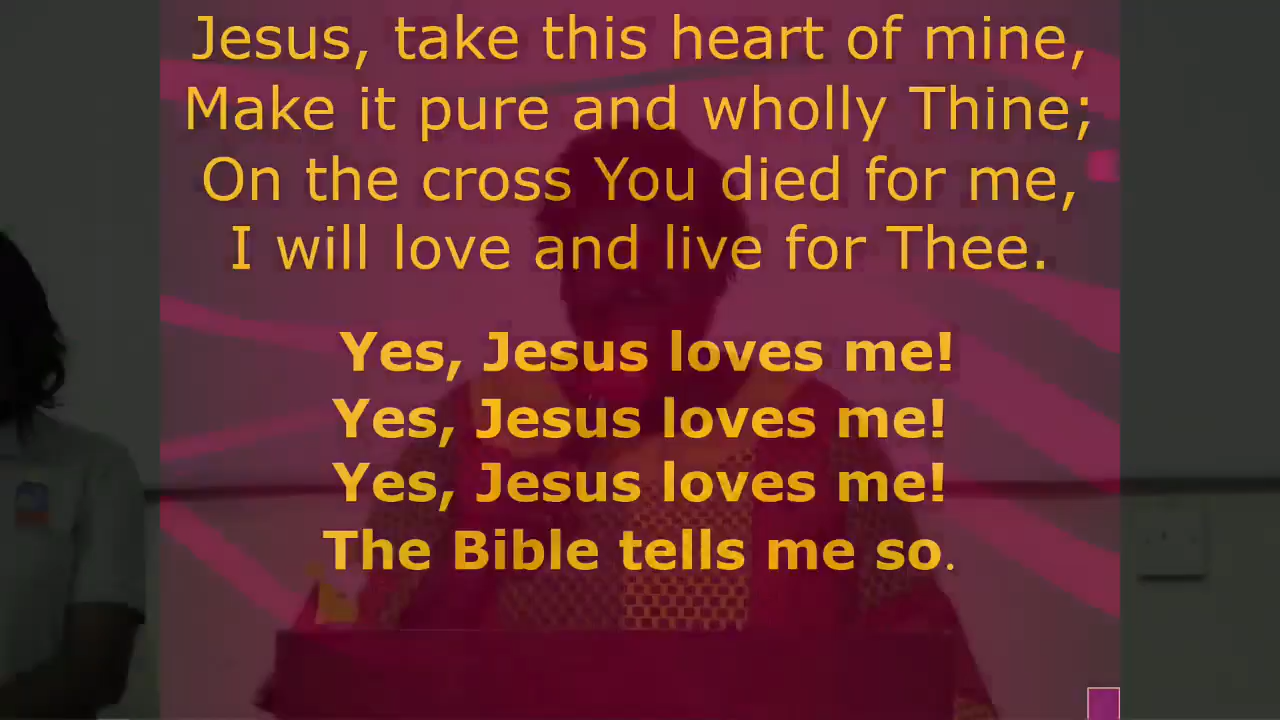 Jesus, take this heart of mine,
Make it pure and wholly Thine;
On the cross You died for me,
I will love and live for Thee.
Yes, Jesus loves me!
Yes, Jesus loves me!
Yes, Jesus loves me!
The Bible tells me so.